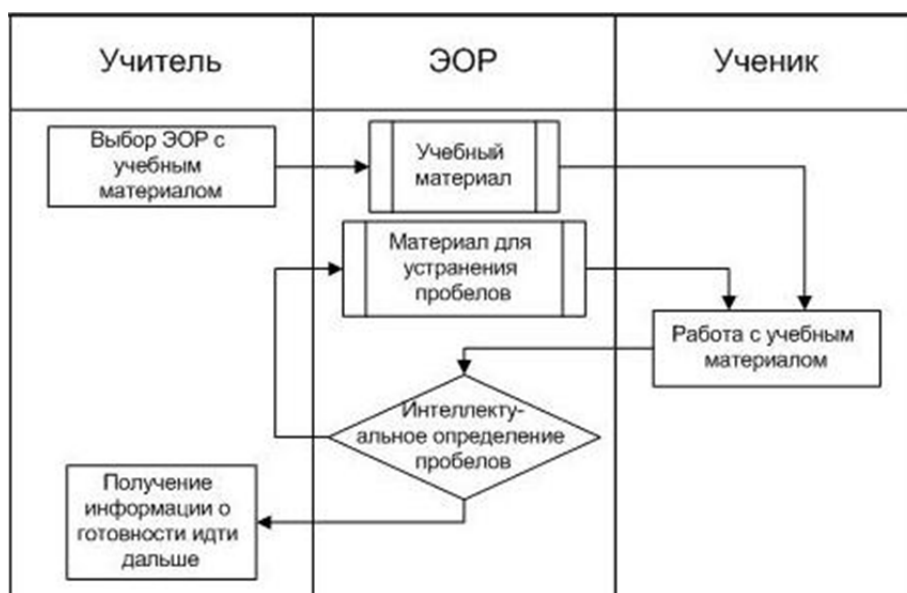 Учитель
ЭОР
Ученик
Выбор ЭОР с
учебным
материалом
Учебный
материал
Материал для
устранения
пробелов
Работа с учебным
материалом
Интеллекту-
альное определение
пробелов
Получение
информации о
готовности идти
дальше